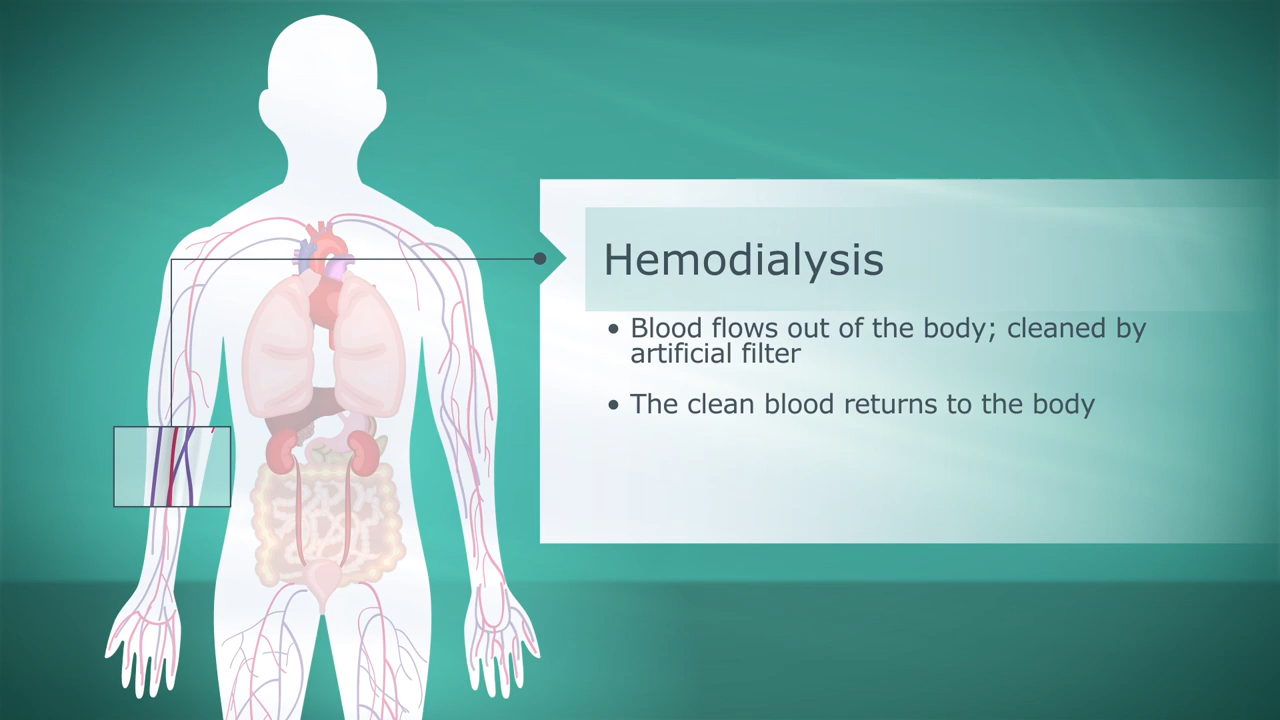 Hemodialysis
• Blood flows out of the body; cleaned by
artificial filter
• The clean blood returns to the body